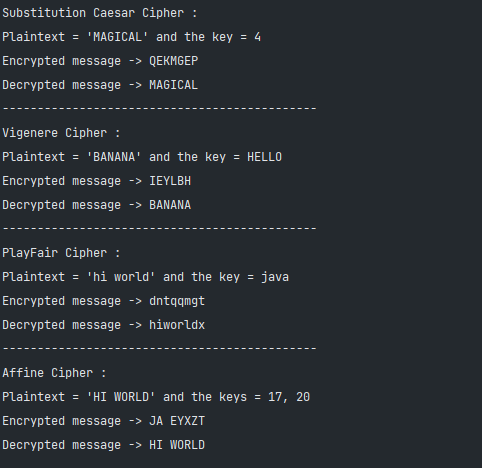 Substitution Caesar Cipher :
Plaintext = 'MAGICAL' and the key = 4
Encrypted message -> QEKMGEP
Decrypted message -> MAGICAL
---------------------------------------------
Vigenere Cipher :
Plaintext = 'BANANA' and the key = HELLO
Encrypted message -> IEYLBH
Decrypted message -> BANANA
---------------------------------------------
PlayFair Cipher :
Plaintext = 'hi world' and the key = java
Encrypted message -> dntqqmgt
Decrypted message -> hiworldx
---------------------------------------------
Affine Cipher :
Plaintext = 'HI WORLD' and the keys = 17, 20
Encrypted message -> JA EYXZT
Decrypted message -> HI WORLD